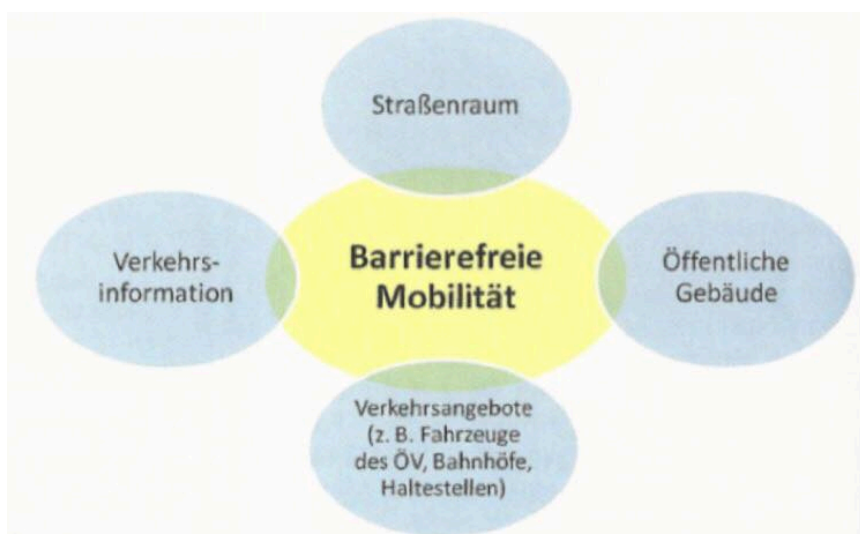 Straßenraum
Verkehrs-
information
Barrierefreie
Mobilität
Öffentliche
Gebäude
Verkehrsangebote
(z. B. Fahrzeuge
des ÖV, Bahnhöfe,
Haltestellen)